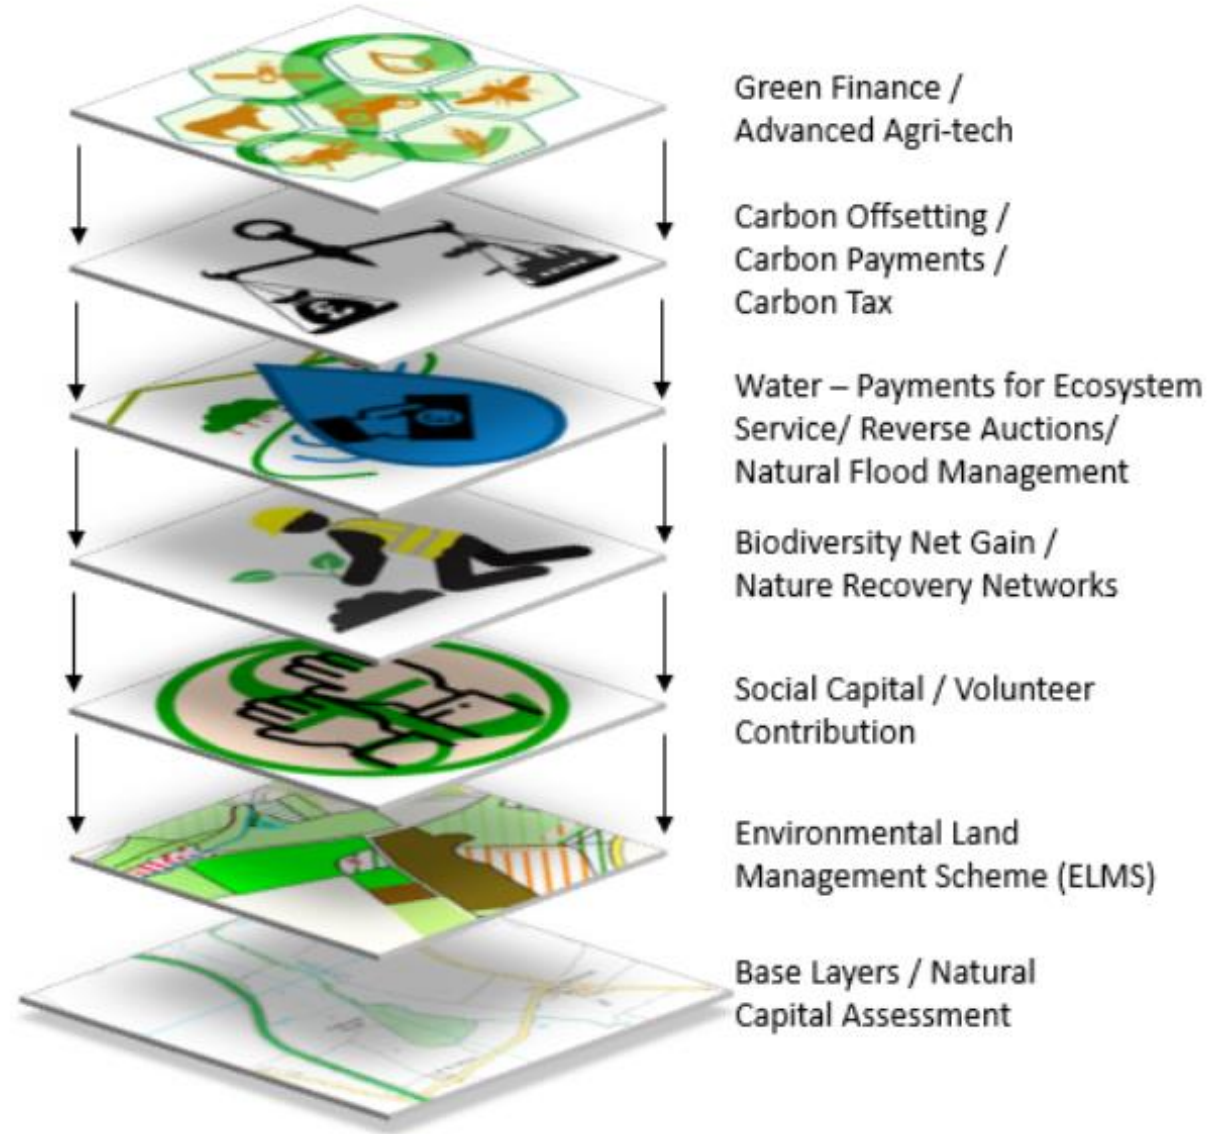 Green Finance /
Advanced Agri-tech
Carbon Offsetting /
Carbon Payments /
Carbon Tax
Water – Payments for Ecosystem
Service/ Reverse Auctions/
Natural Flood Management
Biodiversity Net Gain /
Nature Recovery Networks
Social Capital / Volunteer
Contribution
Environmental Land
Management Scheme (ELMS)
Base Layers / Natural
Capital Assessment